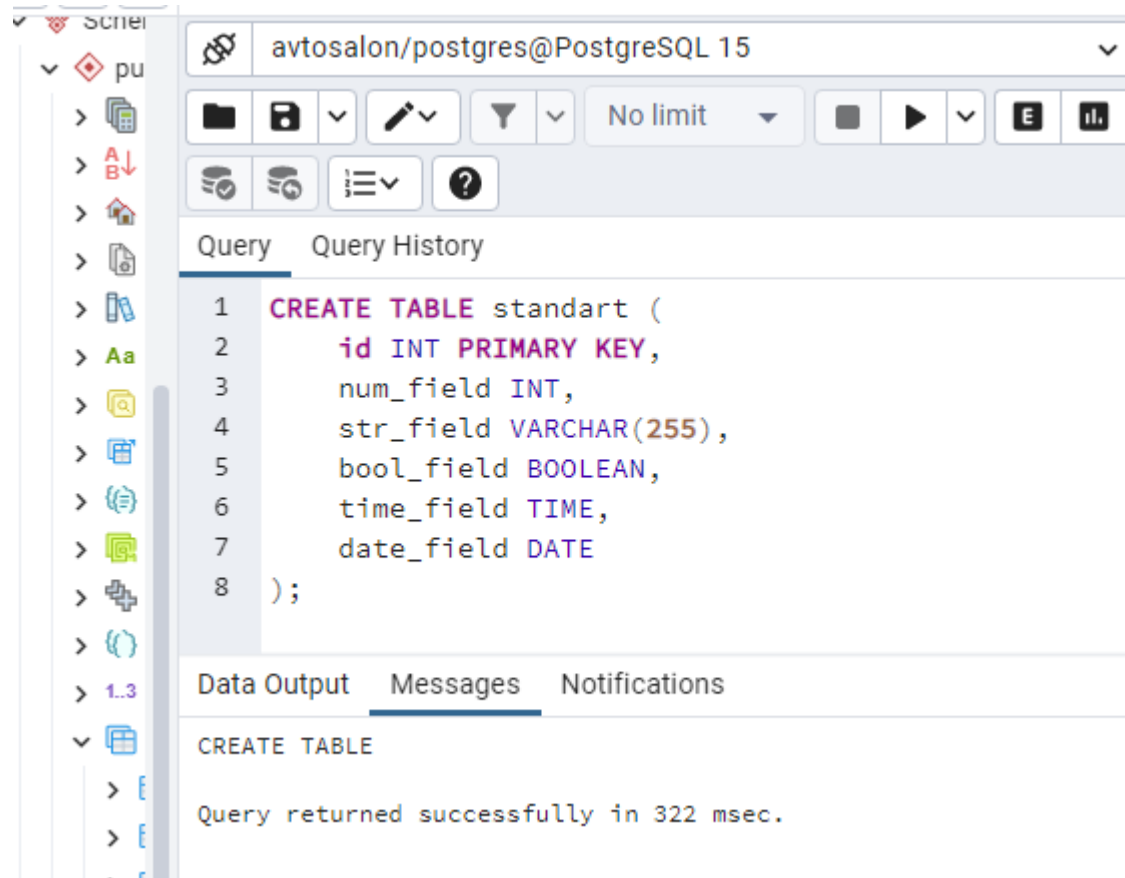 Schei
avtosalon/postgres@PostgreSQL 15
pu
No limit
E
A
B
Query Query History
1 CREATE TABLE standart (
2 id INT PRIMARY KEY,
3 num_field INT,
4 str_field VARCHAR(255),
5 bool_field BOOLEAN,
6 time_field TIME,
7 date_field DATE
8 );
Aa
1..3
Data Output Messages Notifications
CREATE TABLE
Query returned successfully in 322 msec.